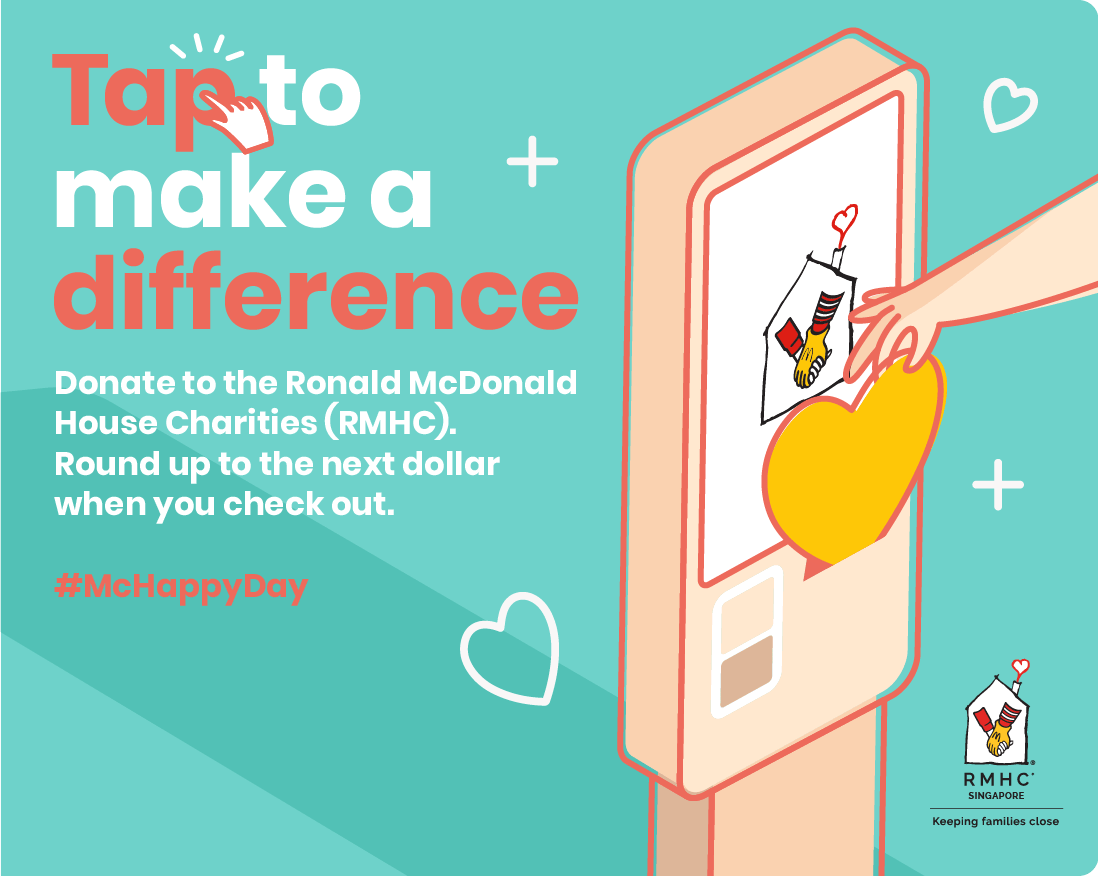 Tap to
make a
difference
Donate to the Ronald McDonald
House Charities (RMHC).
Round up to the next dollar
when you check out.
#McHappyDay
RMHC®
SINGAPORE
Keeping families close